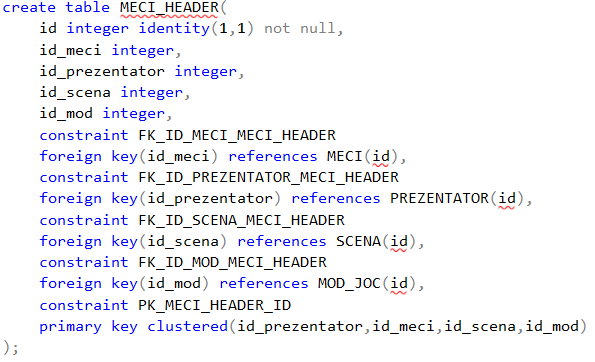 create table MECI_HEADER(
id integer identity(1,1) not null,
id_meci integer,
id_prezentator integer,
id_scena integer,
id_mod integer,
constraint FK_ID_MECI_MECI_HEADER
foreign key(id_meci) references MECI(id),
constraint FK_ID_PREZENTATOR_MECI_HEADER
foreign key(id_prezentator) references PREZENTATOR(id),
constraint FK_ID_SCENA_MECI_HEADER
foreign key(id_scena) references SCENA(id),
constraint FK_ID_MOD_MECI_HEADER
foreign key(id_mod) references MOD_JOC(id),
constraint PK_MECI_HEADER_ID
primary key clustered(id_prezentator,id_meci,id_scena,id_mod)
);